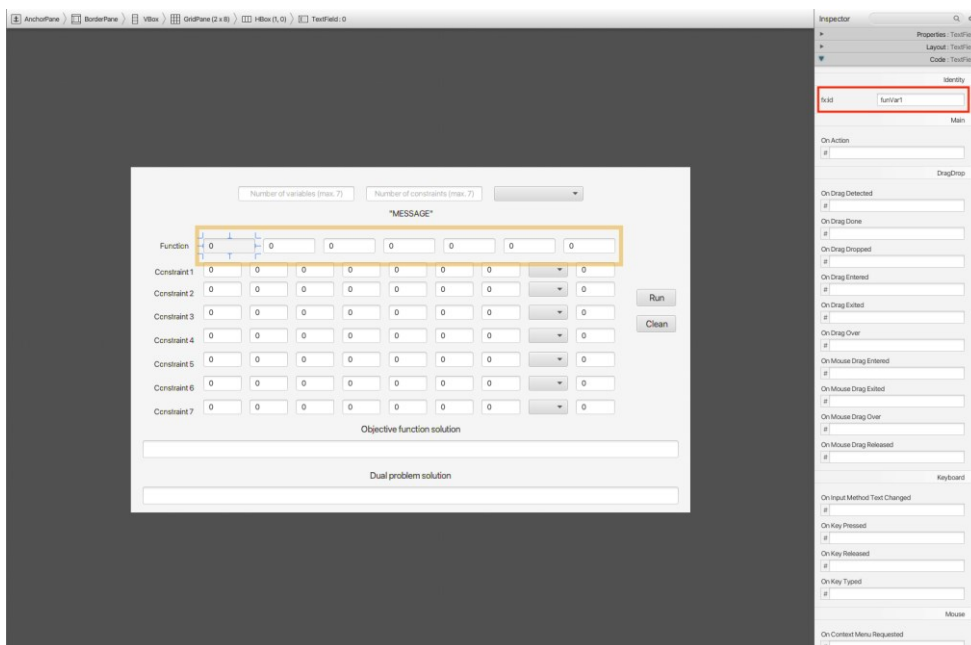 AnchorPane BorderPane VBox GridPane (2 x 8) HBox (1, 0) TextField : 0
Inspector
Properties : TextFie
Layout : TextFie
Code : TextFie
Identity
fx:id funVar1
Main
On Action
#
DragDrop
On Drag Detected
#
On Drag Done
#
On Drag Dropped
#
On Drag Entered
#
On Drag Exited
#
On Drag Over
#
On Mouse Drag Entered
#
On Mouse Drag Exited
#
On Mouse Drag Over
#
On Mouse Drag Released
#
Keyboard
On Input Method Text Changed
#
On Key Pressed
#
On Key Released
#
On Key Typed
#
Mouse
On Context Menu Requested
Number of variables (max. 7) Number of constraints (max. 7)
"MESSAGE"
Function 0 0 0 0 0 0 0
Constraint 1 0 0 0 0 0 0 0 0
Constraint 2 0 0 0 0 0 0 0 0
Constraint 3 0 0 0 0 0 0 0 0
Constraint 4 0 0 0 0 0 0 0 0
Constraint 5 0 0 0 0 0 0 0 0
Constraint 6 0 0 0 0 0 0 0 0
Constraint 7 0 0 0 0 0 0 0 0
Run
Clean
Objective function solution
Dual problem solution